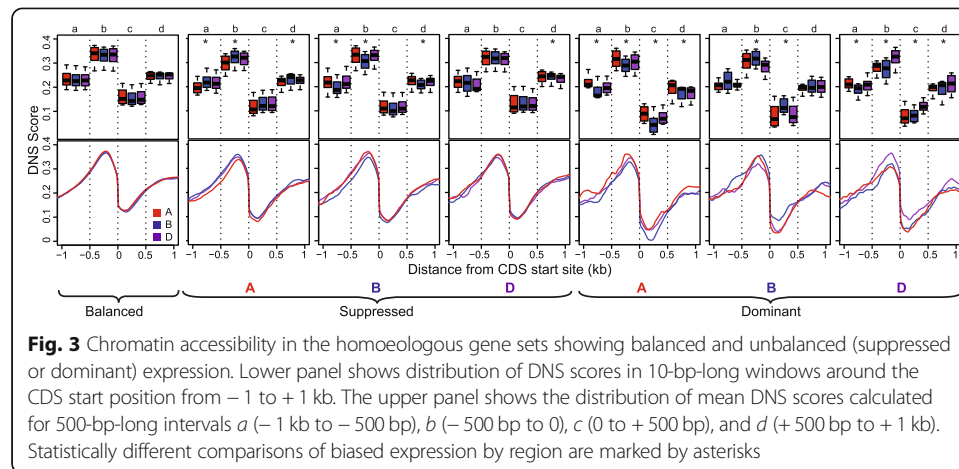 a b c d a b c d a b c d a b c d a b c d a b c d a b c d
* * * * * * * * * * * * * * * *
0.4
0.3
0.2
0.1
DNS Score
0.4
0.3
0.2
0.1
0
A
B
D
-1 -0.5 0 0.5 1 -1 -0.5 0 0.5 1 -1 -0.5 0 0.5 1 -1 -0.5 0 0.5 1 -1 -0.5 0 0.5 1 -1 -0.5 0 0.5 1 -1 -0.5 0 0.5 1
Distance from CDS start site (kb)
A B D A B D
Balanced Suppressed Dominant
Fig. 3 Chromatin accessibility in the homoeologous gene sets showing balanced and unbalanced (suppressed
or dominant) expression. Lower panel shows distribution of DNS scores in 10-bp-long windows around the
CDS start position from − 1 to + 1 kb. The upper panel shows the distribution of mean DNS scores calculated
for 500-bp-long intervals a (− 1 kb to − 500 bp), b (− 500 bp to 0), c (0 to + 500 bp), and d (+ 500 bp to + 1 kb).
Statistically different comparisons of biased expression by region are marked by asterisks